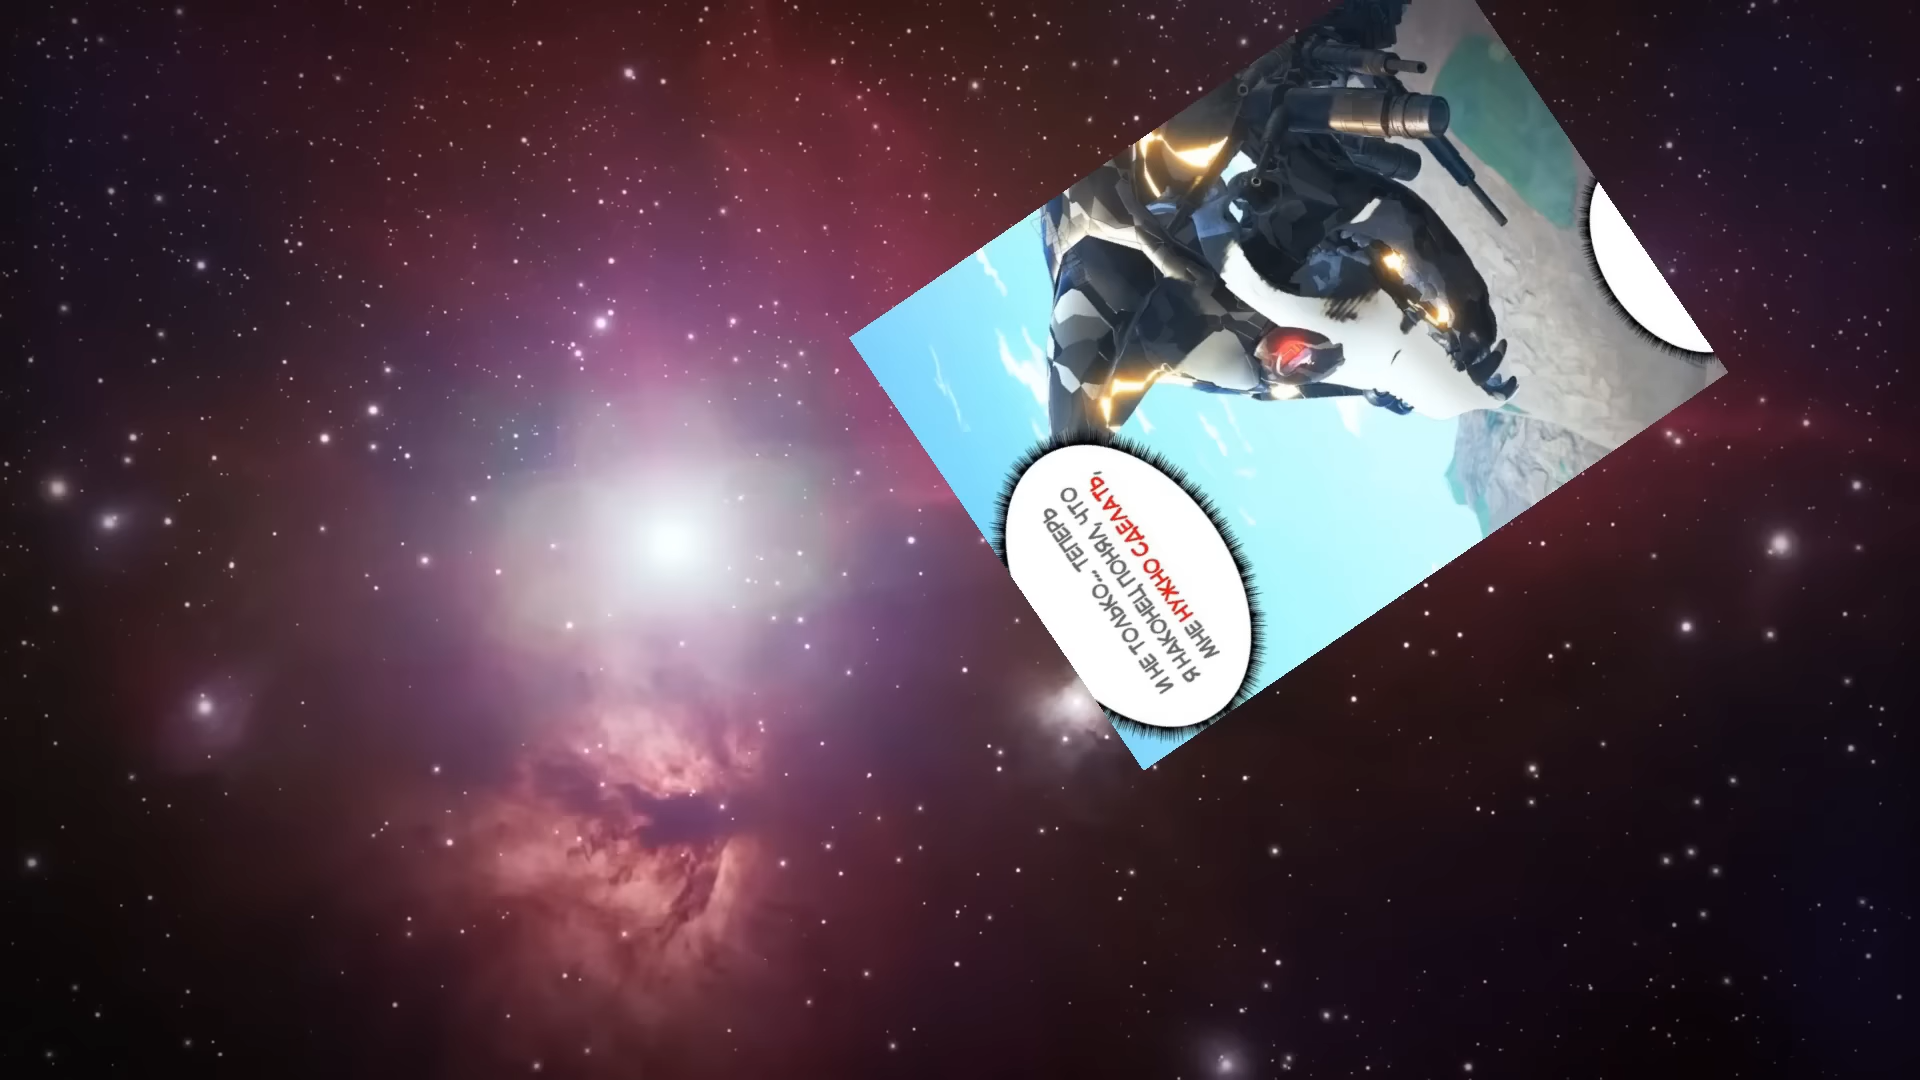 И НЕ ТОЛЬКО... ТЕПЕРЬ
Я НАКОНЕЦ ПОНЯЛ, ЧТО
МНЕ НУЖНО СДЕЛАТЬ,